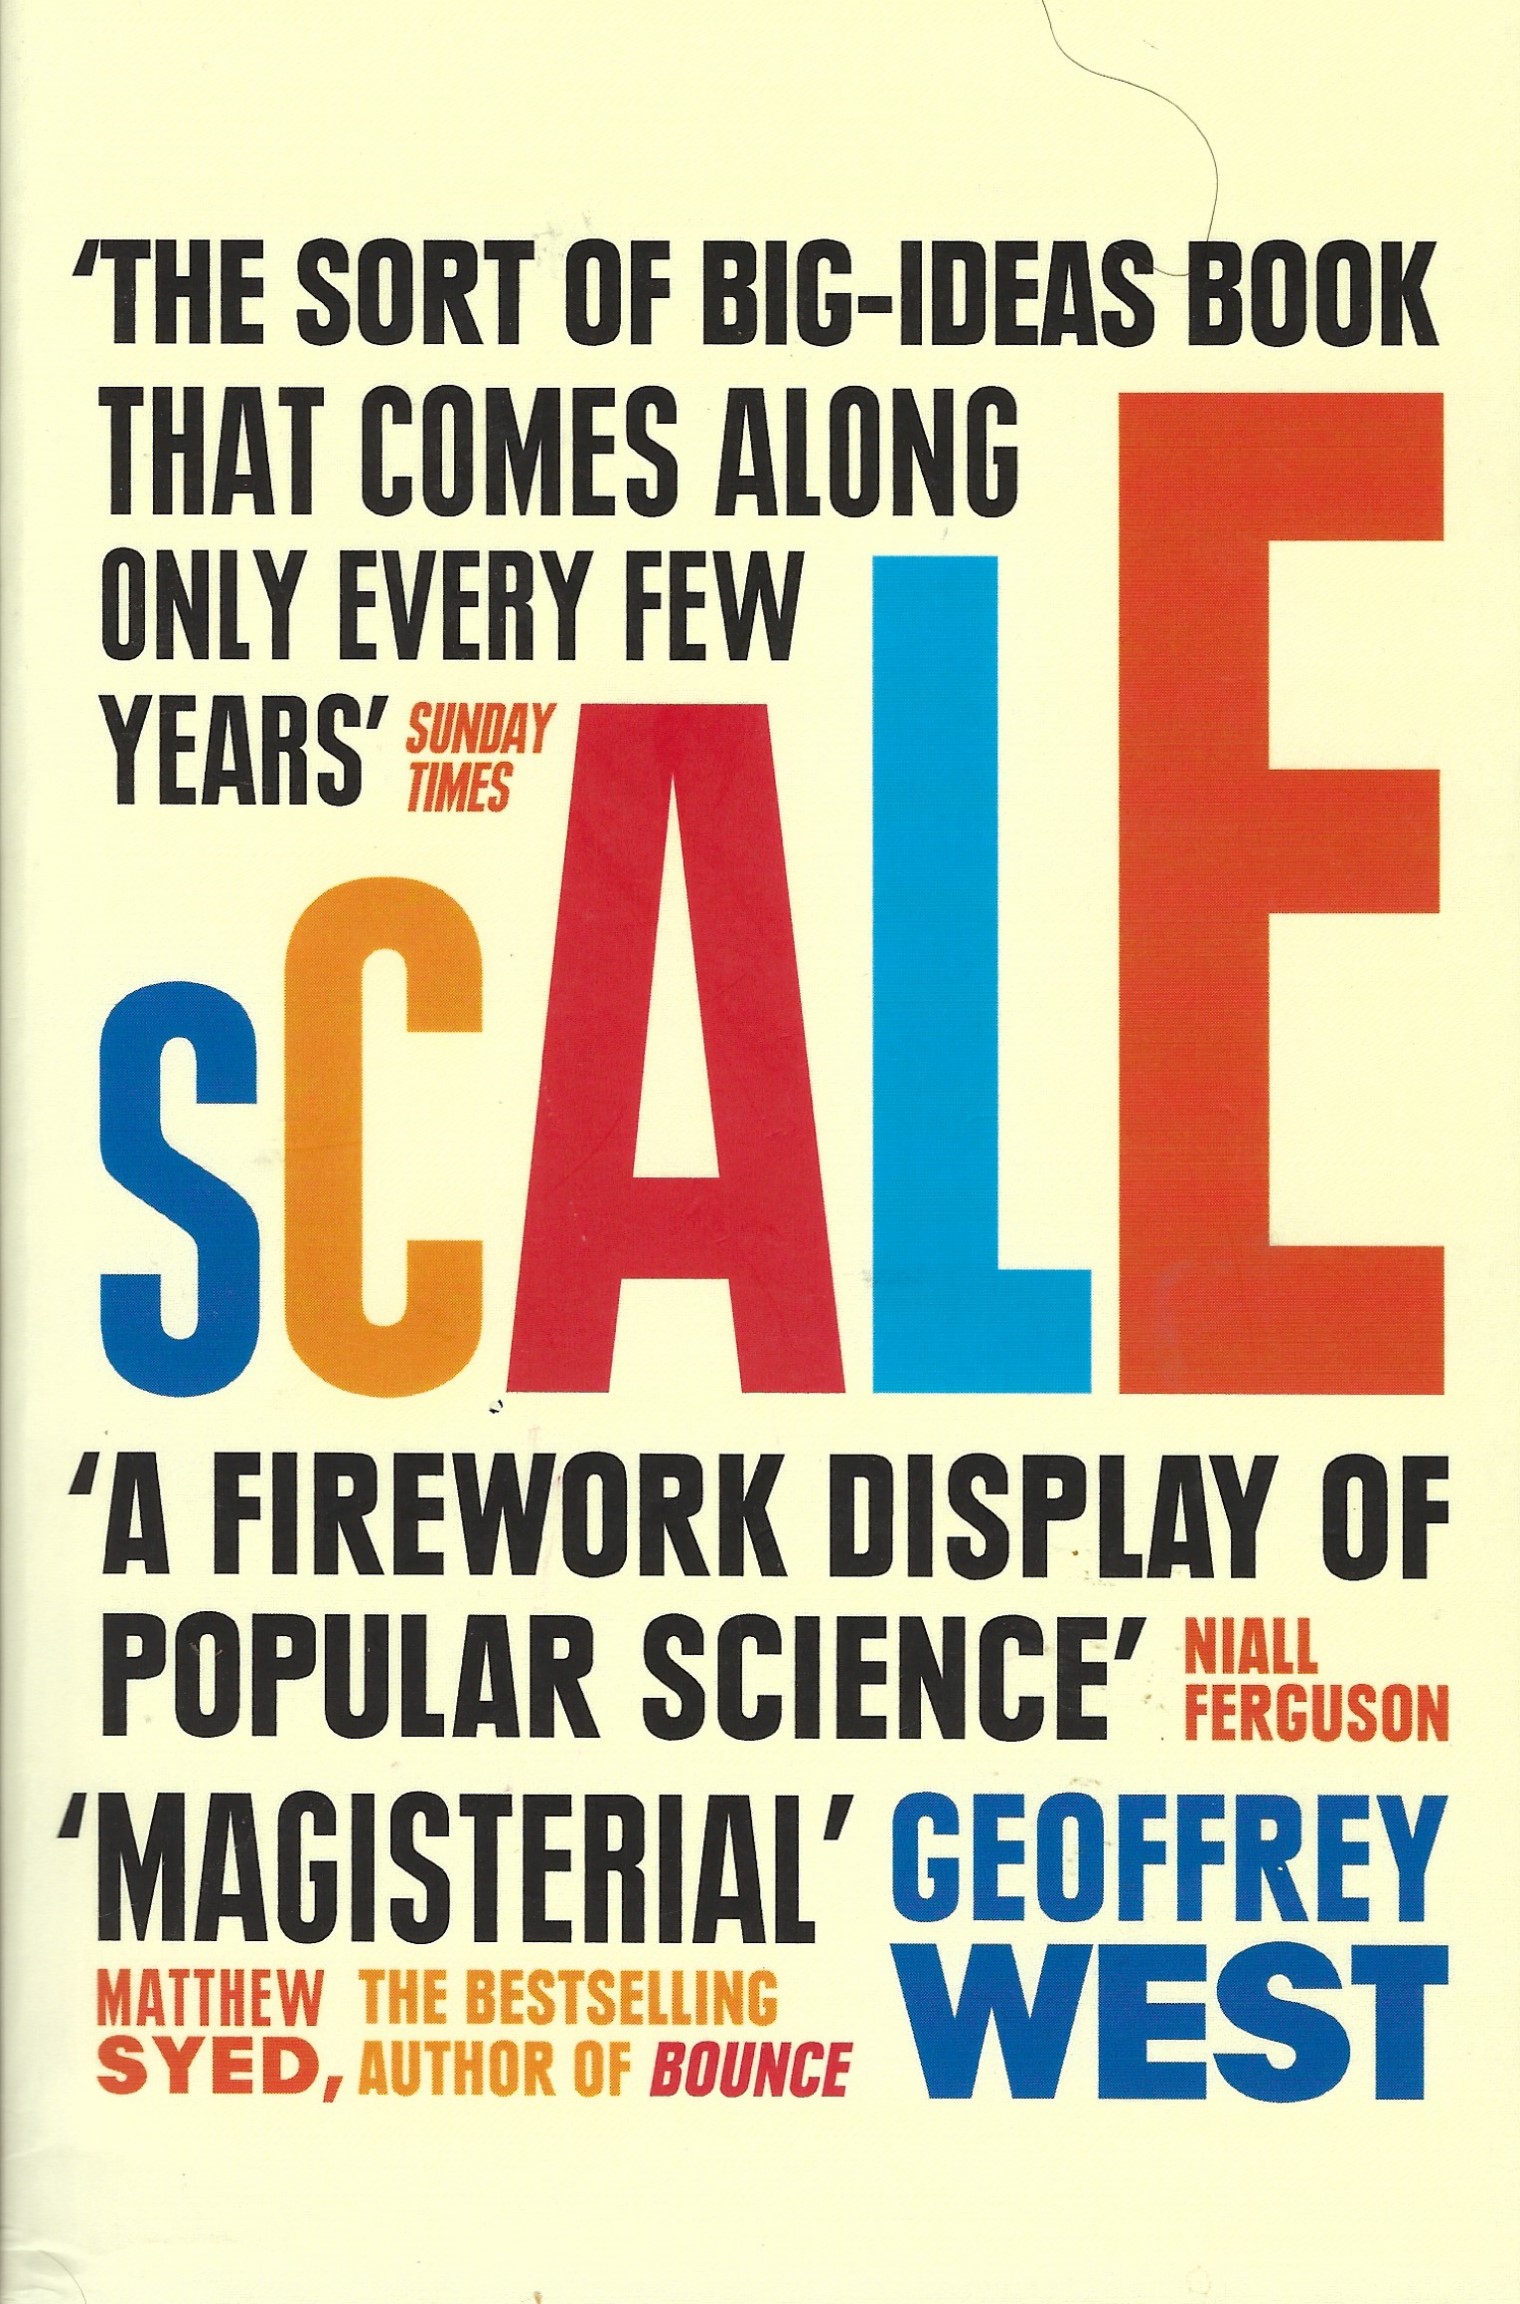 ‘THE SORT OF BIG-IDEAS BOOK
THAT COMES ALONG
ONLY EVERY FEW
YEARS’ SUNDAY
TIMES
SCALE
‘A FIREWORK DISPLAY OF
POPULAR SCIENCE’ NIALL
FERGUSON
‘MAGISTERIAL’
MATTHEW THE BESTSELLING
SYED, AUTHOR OF BOUNCE
GEOFFREY
WEST